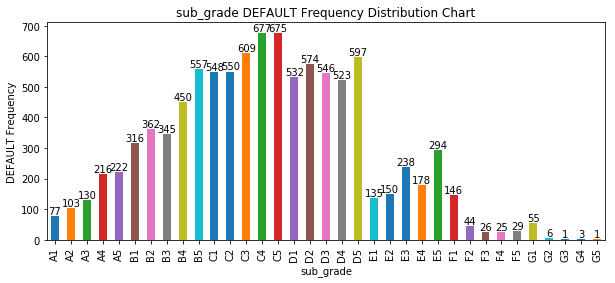 sub_grade DEFAULT Frequency Distribution Chart
DEFAULT Frequency
700
600
500
400
300
200
100
0
77
103
130
216
222
316
362
345
450
557
548
550
609
677
675
532
574
546
523
597
135
150
238
178
294
146
44
26
25
29
55
6
1
3
1
A1
A2
A3
A4
A5
B1
B2
B3
B4
B5
C1
C2
C3
C4
C5
D1
D2
D3
D4
D5
E1
E2
E3
E4
E5
F1
F2
F3
F4
F5
G1
G2
G3
G4
G5
sub_grade